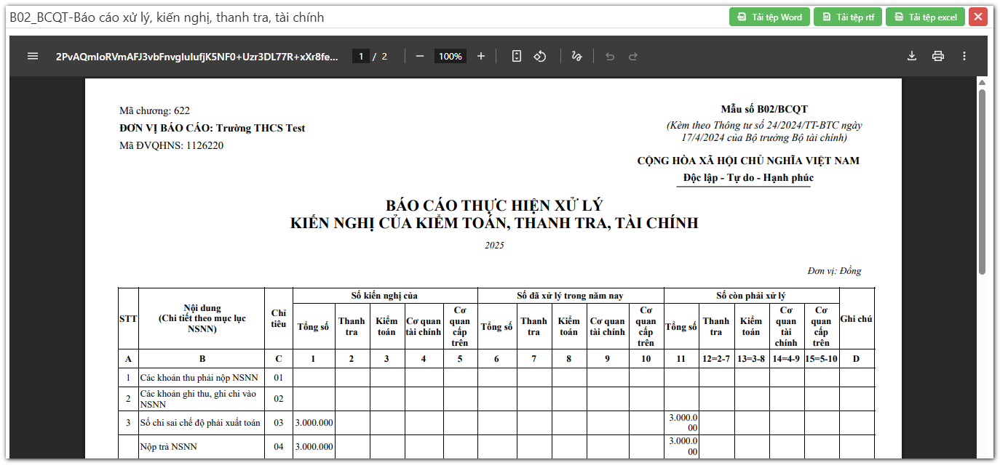 B02_BCQT-Báo cáo xử lý, kiến nghị, thanh tra, tài chính
Tải tệp Word
Tải tệp rtf
Tải tệp excel
2PvAQmIoRVmAFJ3vbFnvgIuIufjK5NF0+Uzr3DL77R+xXr8fe...
1 / 2
100%
Mã chương: 622
ĐƠN VỊ BÁO CÁO: Trường THCS Test
Mã ĐVQHNS: 1126220
Mẫu số B02/BCQT
(Kèm theo Thông tư số 24/2024/TT-BTC ngày
17/4/2024 của Bộ trưởng Bộ tài chính)
CỘNG HÒA XÃ HỘI CHỦ NGHĨA VIỆT NAM
Độc lập - Tự do - Hạnh phúc
BÁO CÁO THỰC HIỆN XỬ LÝ
KIẾN NGHỊ CỦA KIỂM TOÁN, THANH TRA, TÀI CHÍNH
2025
Đơn vị: Đồng
STT
Nội dung
(Chi tiết theo mục lục
NSNN)
Chỉ
tiêu
Số kiến nghị của
Số đã xử lý trong năm nay
Số còn phải xử lý
Ghi chú
Tổng số
Thanh
tra
Kiểm
toán
Cơ quan
tài chính
Cơ
quan
cấp
trên
Tổng số
Thanh
tra
Kiểm
toán
Cơ quan
tài chính
Cơ
quan
cấp
trên
Tổng số
Thanh
tra
Kiểm
toán
Cơ
quan
tài
chính
Cơ
quan
cấp
trên
A B C 1 2 3 4 5 6 7 8 9 10 11 12=2-7 13=3-8 14=4-9 15=5-10 D
1 Các khoản thu phải nộp NSNN 01
2 Các khoản ghi thu, ghi chi vào
NSNN 02
3 Số chi sai chế độ phải xuất toán 03 3.000.000 3.000.0
00
Nộp trả NSNN 04 3.000.000 3.000.0
00